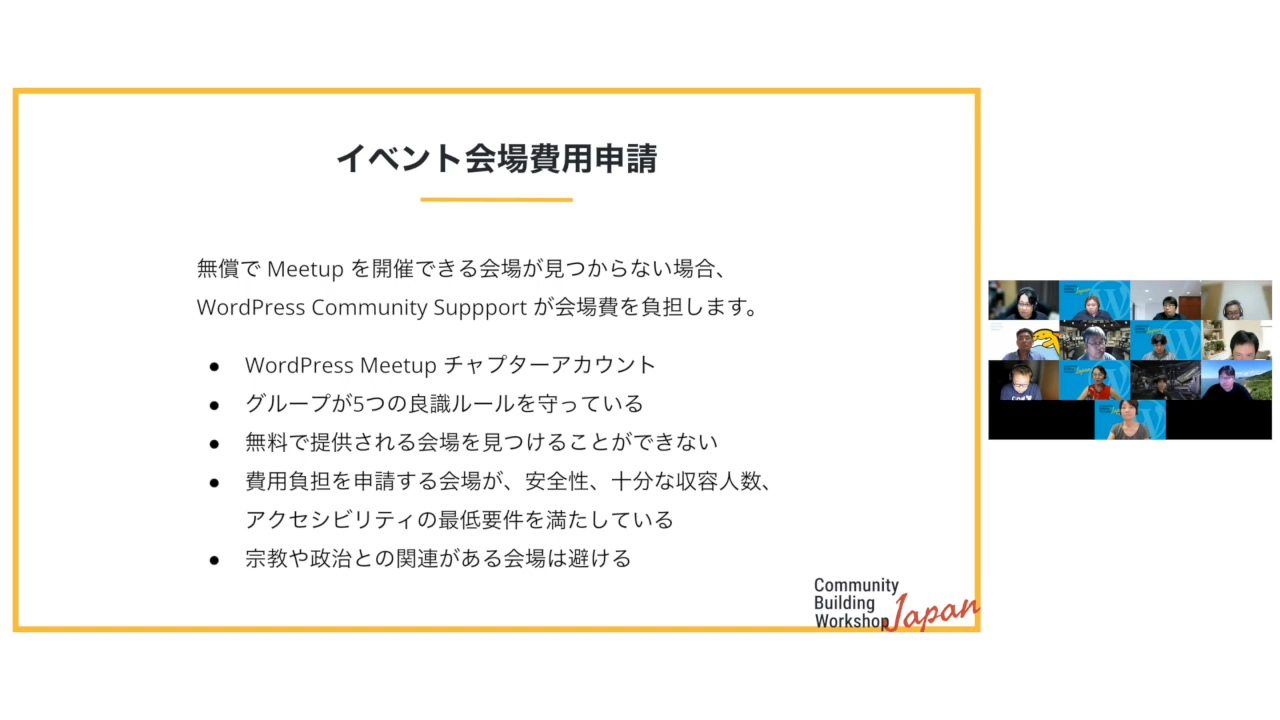 イベント会場費用申請
無償で Meetup を開催できる会場が見つからない場合、
WordPress Community Suppport が会場費を負担します。
● WordPress Meetup チャプターアカウント
● グループが5つの良識ルールを守っている
● 無料で提供される会場を見つけることができない
● 費用負担を申請する会場が、安全性、十分な収容人数、
アクセシビリティの最低要件を満たしている
● 宗教や政治との関連がある会場は避ける
Community
Building
Workshop Japan